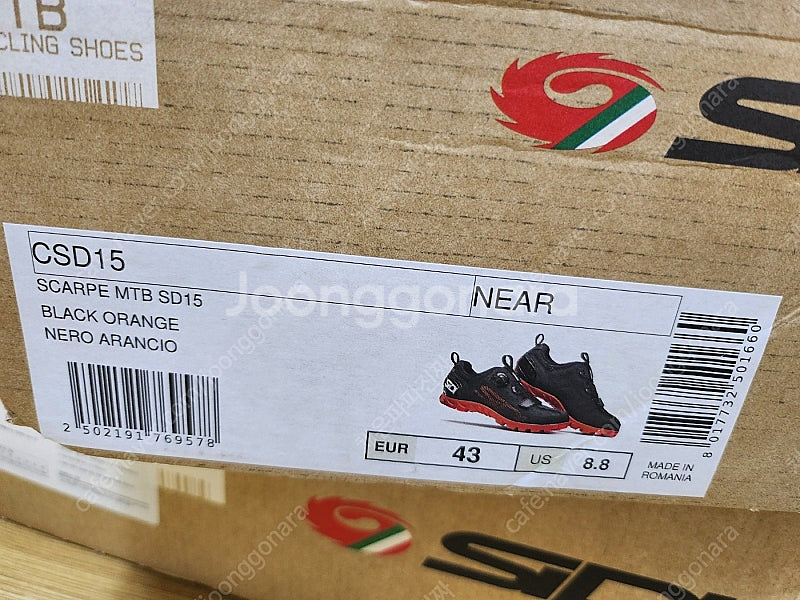 TB
CLING SHOES
CSD15
NEAR
SCARPE MTB SD15
BLACK ORANGE
NERO ARANCIO
Joonggonara
2 502191 769578
EUR 43 US 8.8
MADE IN
ROMANIA
8 017732 501660